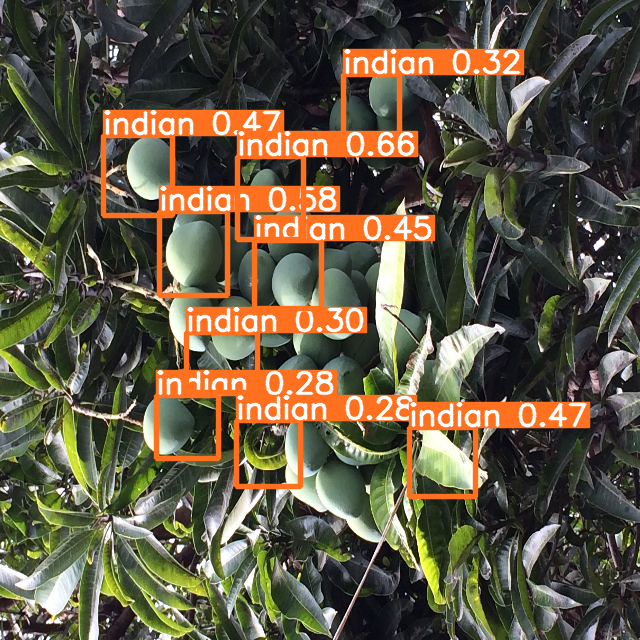 indian 0.32
indian 0.47
indian 0.66
indian 0.58
indian 0.45
indian 0.30
indian 0.28
indian 0.28
indian 0.47